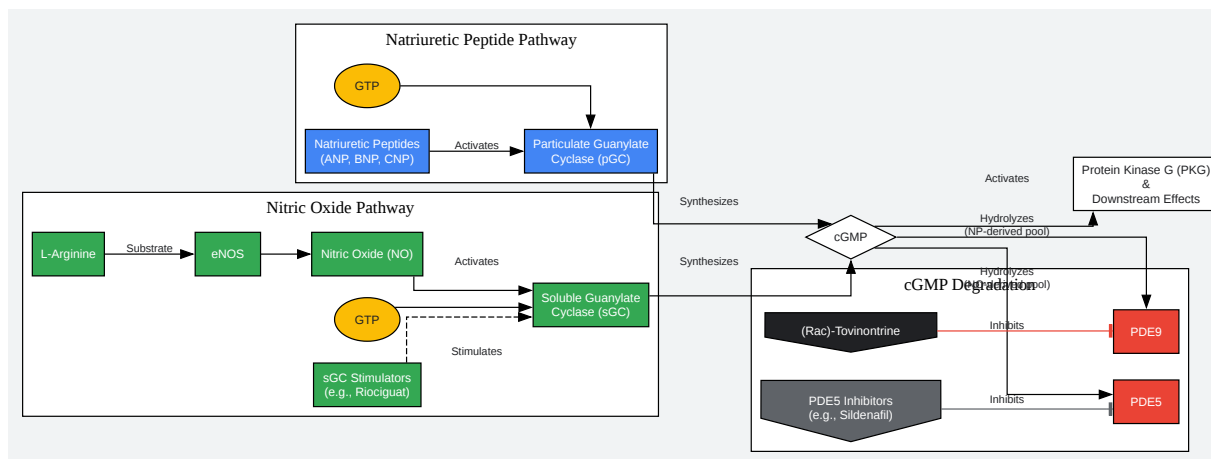 Natriuretic Peptide Pathway
GTP
Natriuretic Peptides
(ANP, BNP, CNP)
Activates
Particulate Guanylate
Cyclase (pGC)
Nitric Oxide Pathway
L-Arginine
Substrate
eNOS
Nitric Oxide (NO)
Activates
GTP
Soluble Guanylate
Cyclase (sGC)
Stimulates
sGC Stimulators
(e.g., Riociguat)
Synthesizes
Synthesizes
cGMP
Activates
Protein Kinase G (PKG)
&
Downstream Effects
Hydrolyzes
(NP-derived pool)
Hydrolyzes
(NO-derived pool)
cGMP Degradation
(Rac)-Tovinontrine
Inhibits
PDE9
PDE5 Inhibitors
(e.g., Sildenafil)
Inhibits
PDE5